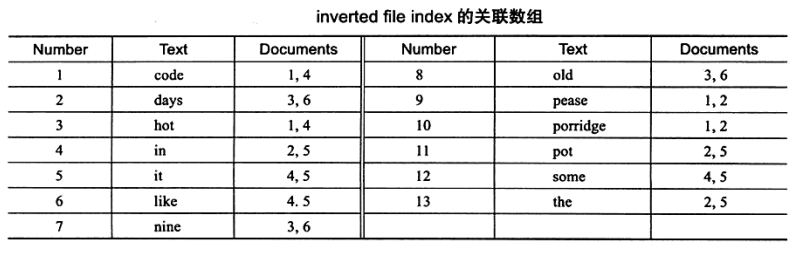 inverted file index 的关联数组
Number Text Documents Number Text Documents
1 code 1, 4 8 old 3, 6
2 days 3, 6 9 pease 1, 2
3 hot 1, 4 10 porridge 1, 2
4 in 2, 5 11 pot 2, 5
5 it 4, 5 12 some 4, 5
6 like 4. 5 13 the 2, 5
7 nine 3, 6